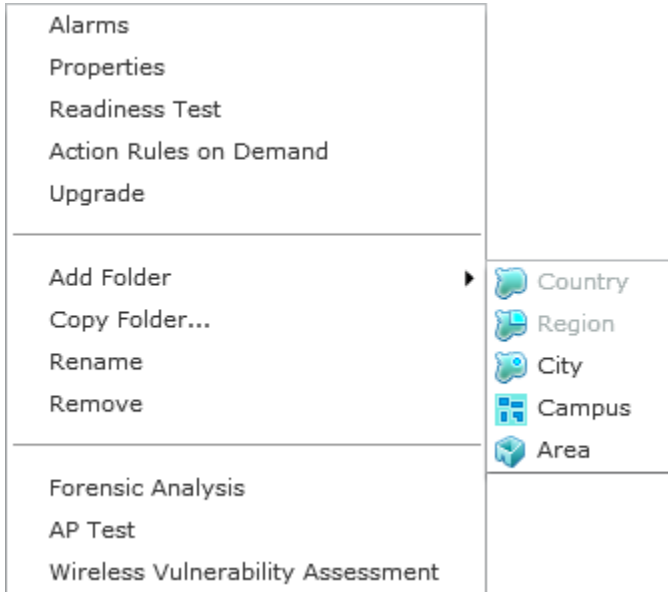 Alarms
Properties
Readiness Test
Action Rules on Demand
Upgrade
Add Folder
Copy Folder...
Rename
Remove
Forensic Analysis
AP Test
Wireless Vulnerability Assessment
Country
Region
City
Campus
Area